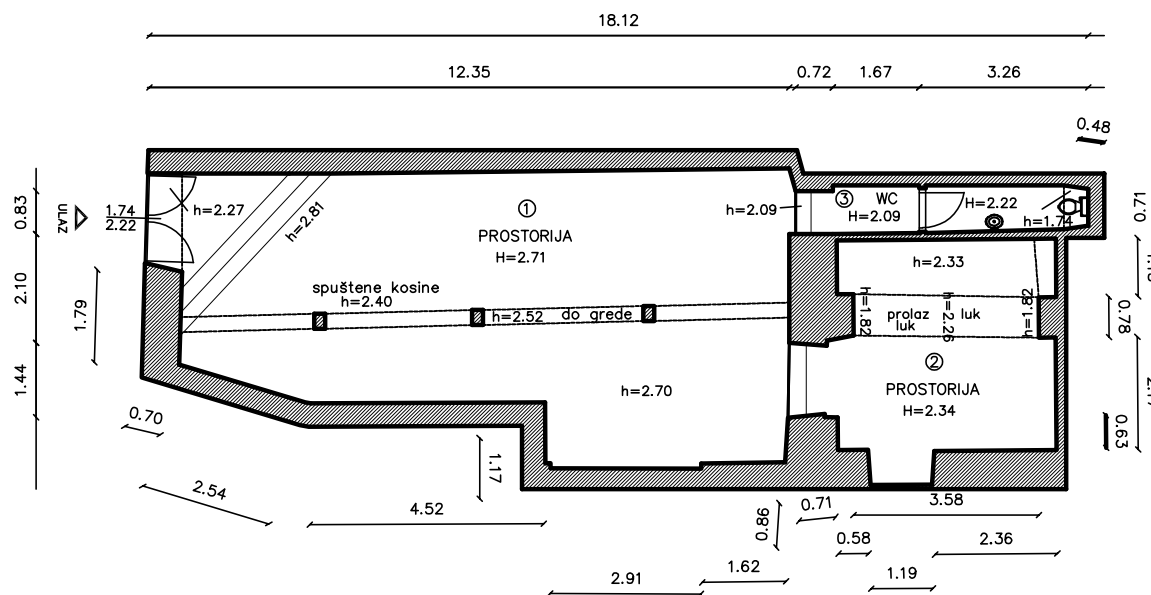 18.12
12.35 0.72 1.67 3.26
0.48
0.83
2.10
1.44
ULAZ
1.74
2.22
1.79
h=2.27
h=2.81
1
PROSTORIJA
H=2.71
spuštene kosine
h=2.40
h=2.52 do grede
h=2.70
h=2.09
3 WC
H=2.09
H=2.22
h=1.74
0.71
h=2.33
h=1.82
prolaz
luk
h=2.26
luk
h=1.82
0.78
2
PROSTORIJA
H=2.34
0.63
0.70
2.54
4.52
1.17
0.86
0.71
3.58
0.58
2.36
1.19
2.91
1.62